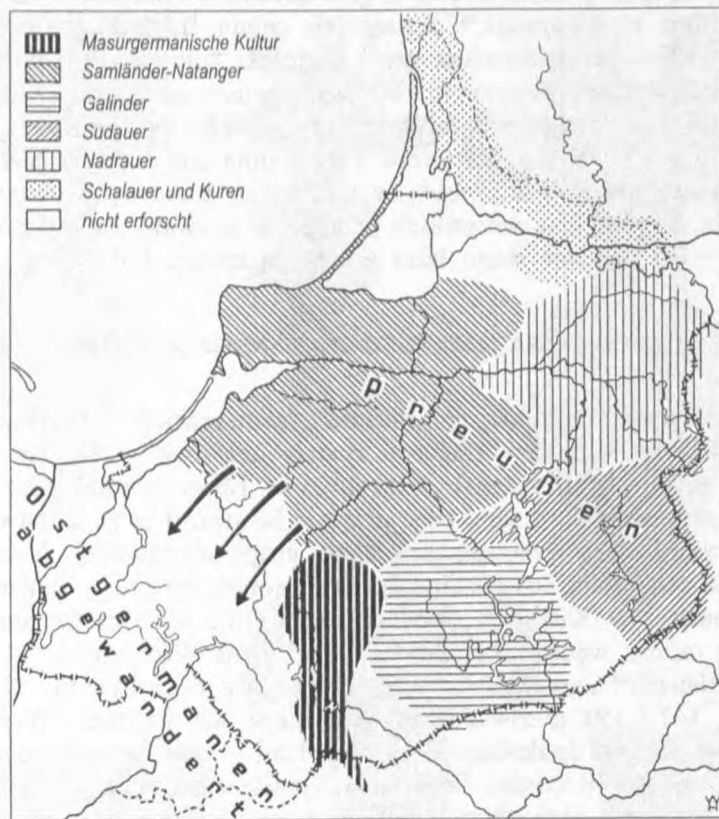 Masurgermanische Kultur
Samländer-Natanger
Galinder
Sudauer
Nadrauer
Schalauer und Kuren
nicht erforscht
Preußen
Ostgermanen
abgewandert